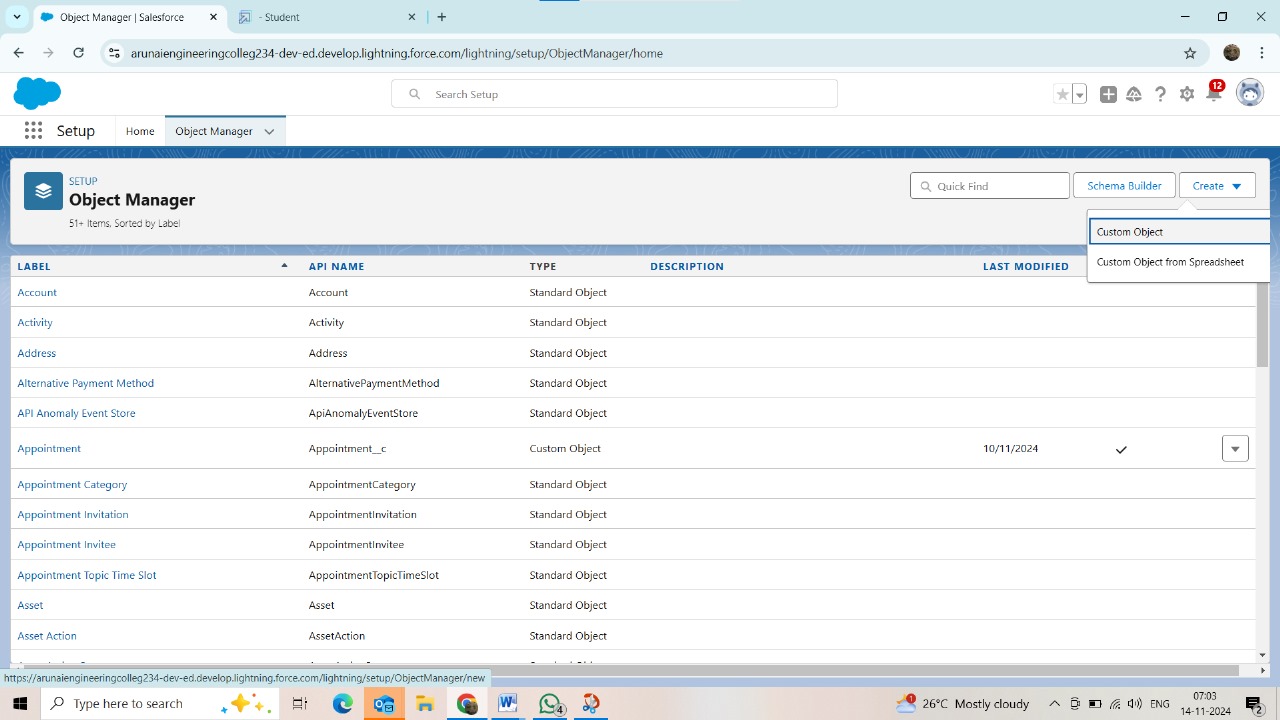 Object Manager | Salesforce
- Student
arunaiengineeringcolleg234-dev-ed.develop.lightning.force.com/lightning/setup/ObjectManager/home
Search Setup
12
Setup
Home
Object Manager
SETUP
Object Manager
51+ Items, Sorted by Label
Quick Find
Schema Builder
Create
Custom Object
Custom Object from Spreadsheet
LABEL API NAME TYPE DESCRIPTION LAST MODIFIED
Account Account Standard Object
Activity Activity Standard Object
Address Address Standard Object
Alternative Payment Method AlternativePaymentMethod Standard Object
API Anomaly Event Store ApiAnomalyEventStore Standard Object
Appointment Appointment__c Custom Object 10/11/2024
Appointment Category AppointmentCategory Standard Object
Appointment Invitation AppointmentInvitation Standard Object
Appointment Invitee AppointmentInvitee Standard Object
Appointment Topic Time Slot AppointmentTopicTimeSlot Standard Object
Asset Asset Standard Object
Asset Action AssetAction Standard Object
https://arunaiengineeringcolleg234-dev-ed.develop.lightning.force.com/lightning/setup/ObjectManager/new
Type here to search
4
1
26°C Mostly cloudy
ENG
07:03
14-11-2024
2